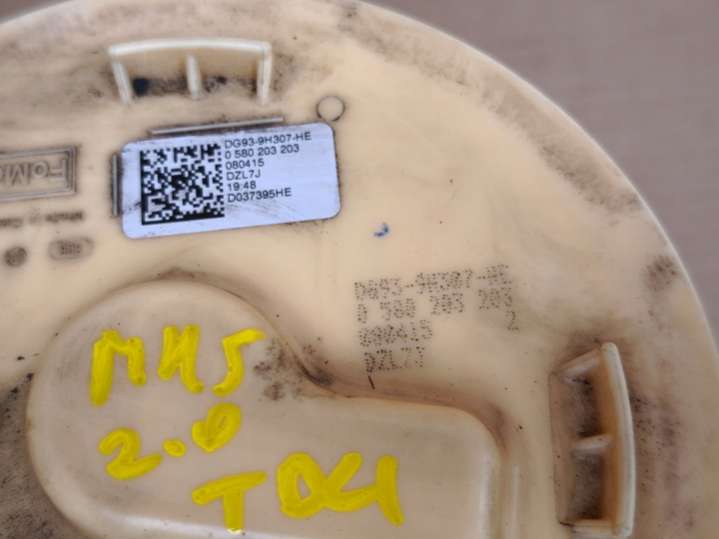 DG93-9H307-HE
0 580 203 203
080415
DZL7J
19:48
D037395HE
DG93-9H307-HE
0 580 203 203
080415 2
DZL7J
MK5
2.0
TDCI